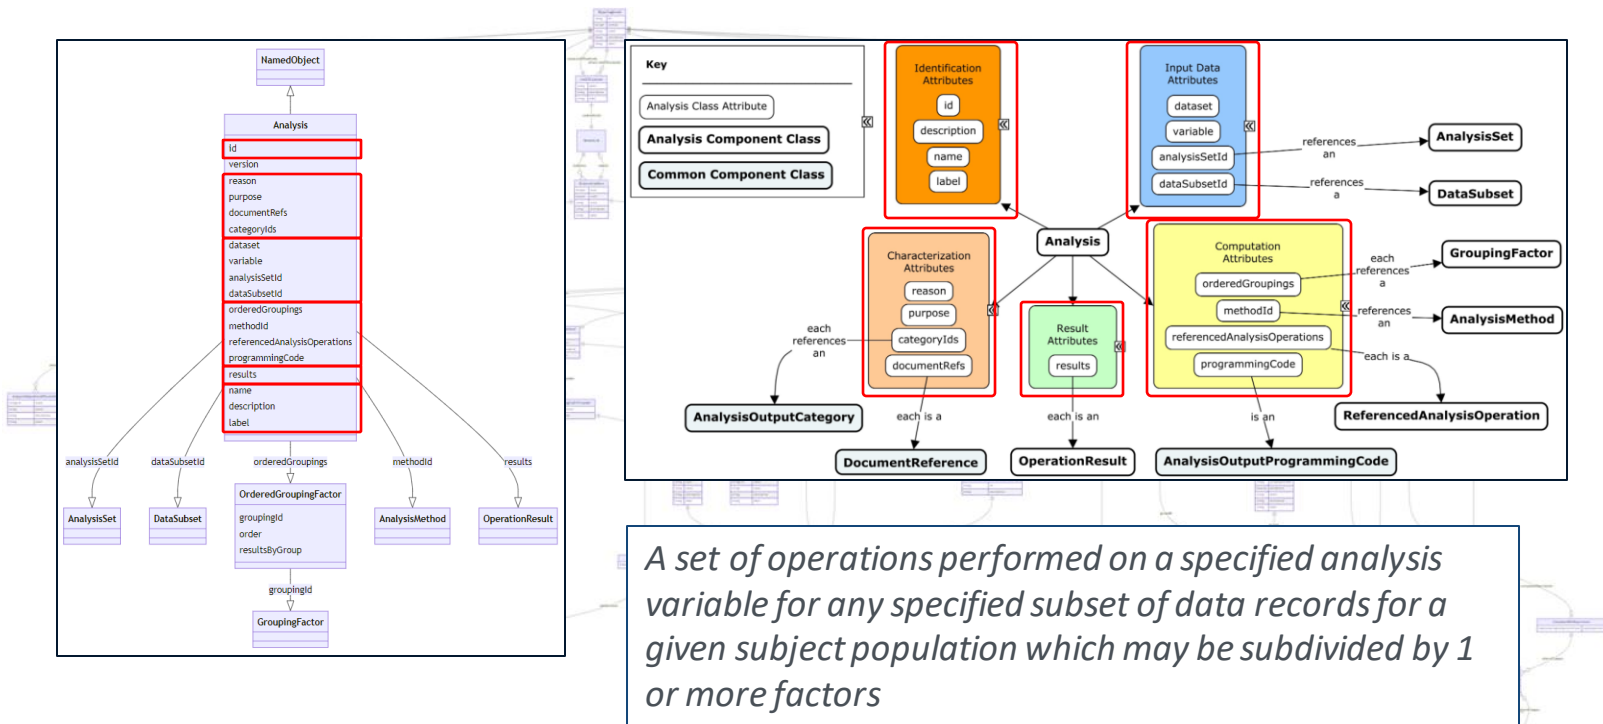 NamedObject
Analysis
id
version
reason
purpose
documentRefs
categoryIds
dataset
variable
analysisSetId
dataSubsetId
orderedGroupings
methodId
referencedAnalysisOperations
programmingCode
results
name
description
label
analysisSetId
dataSubsetId
orderedGroupings
methodId
results
AnalysisSet
DataSubset
OrderedGroupingFactor
groupingId
order
resultsByGroup
AnalysisMethod
OperationResult
groupingId
GroupingFactor
Key
Analysis Class Attribute
Analysis Component Class
Common Component Class
Identification
Attributes
id
description
name
label
Input Data
Attributes
dataset
variable
analysisSetId
dataSubsetId
references
an
AnalysisSet
references
a
DataSubset
Analysis
Characterization
Attributes
reason
purpose
categoryIds
documentRefs
each
references
an
AnalysisOutputCategory
each is a
DocumentReference
Result
Attributes
results
each is an
OperationResult
Computation
Attributes
orderedGroupings
methodId
referencedAnalysisOperations
programmingCode
each
references
a
GroupingFactor
references
an
AnalysisMethod
each is a
ReferencedAnalysisOperation
is an
AnalysisOutputProgrammingCode
A set of operations performed on a specified analysis
variable for any specified subset of data records for a
given subject population which may be subdivided by 1
or more factors